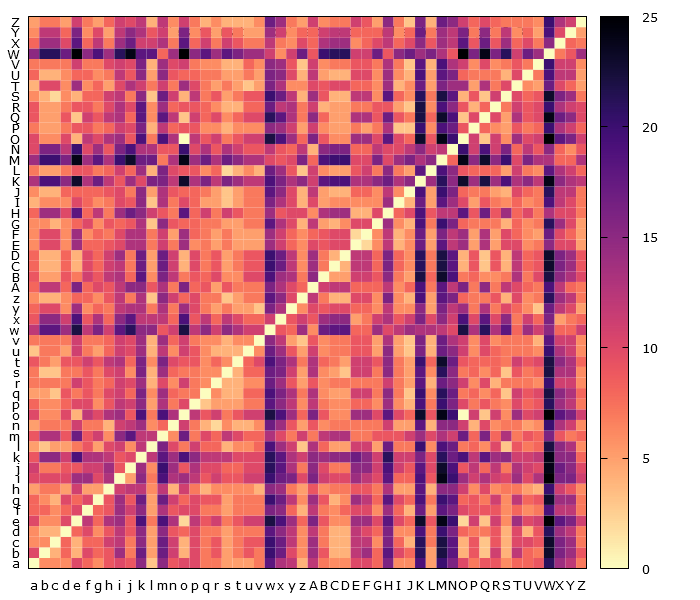 Z
Y
X
W
V
U
T
S
R
Q
P
O
N
M
L
K
J
I
H
G
F
E
D
C
B
A
z
y
x
w
v
u
t
s
r
q
p
o
n
m
l
k
j
i
h
g
f
e
d
c
b
a
a b c d e f g h i j k l m n o p q r s t u v w x y z A B C D E F G H I J K L M N O P Q R S T U V W X Y Z
25
20
15
10
5
0